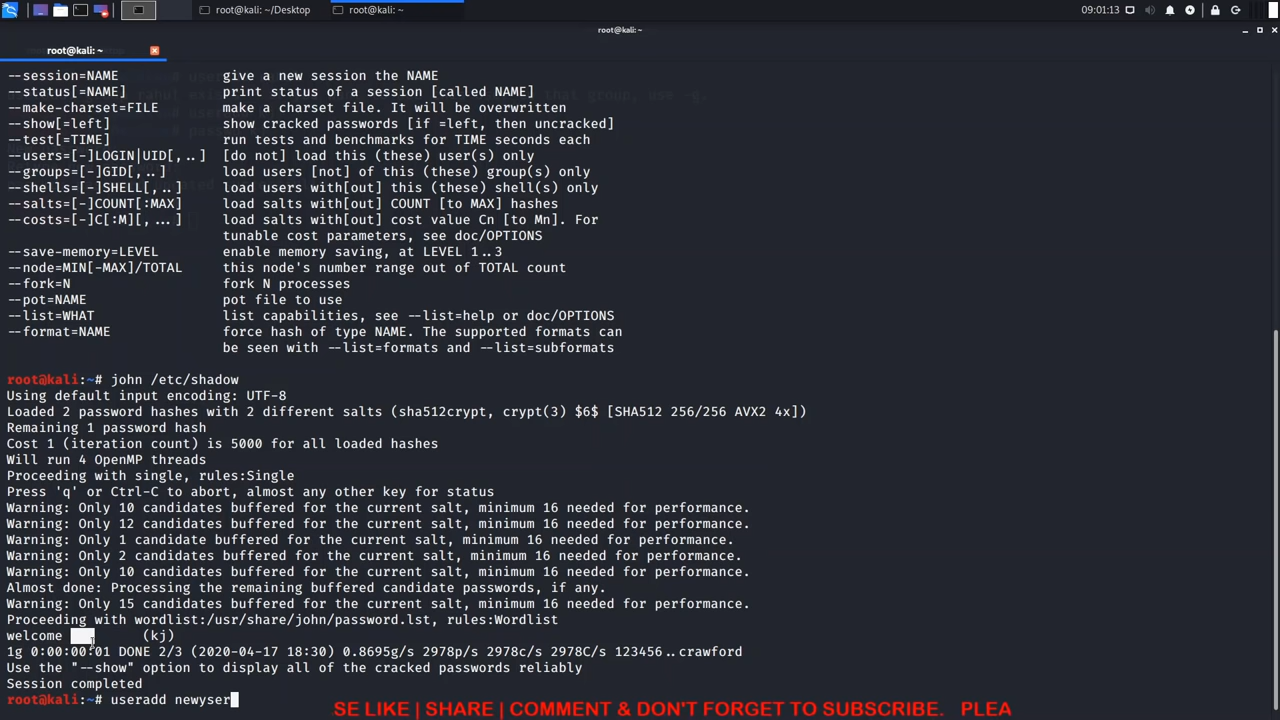 root@kali: ~/Desktop
root@kali: ~
09:01:13
root@kali: ~
root@kali: ~
--session=NAME give a new session the NAME
--status[=NAME] print status of a session [called NAME]
--make-charset=FILE make a charset file. It will be overwritten
--show[=left] show cracked passwords [if =left, then uncracked]
--test[=TIME] run tests and benchmarks for TIME seconds each
--users=[-]LOGIN|UID[,..] [do not] load this (these) user(s) only
--groups=[-]GID[,..] load users [not] of this (these) group(s) only
--shells=[-]SHELL[,..] load users with[out] this (these) shell(s) only
--salts=[-]COUNT[:MAX] load salts with[out] COUNT [to MAX] hashes
--costs=[-]C[:M][,...] load salts with[out] cost value Cn [to Mn]. For
tunable cost parameters, see doc/OPTIONS
--save-memory=LEVEL enable memory saving, at LEVEL 1..3
--node=MIN[-MAX]/TOTAL this node's number range out of TOTAL count
--fork=N fork N processes
--pot=NAME pot file to use
--list=WHAT list capabilities, see --list=help or doc/OPTIONS
--format=NAME force hash of type NAME. The supported formats can
be seen with --list=formats and --list=subformats
root@kali:~# john /etc/shadow
Using default input encoding: UTF-8
Loaded 2 password hashes with 2 different salts (sha512crypt, crypt(3) $6$ [SHA512 256/256 AVX2 4x])
Remaining 1 password hash
Cost 1 (iteration count) is 5000 for all loaded hashes
Will run 4 OpenMP threads
Proceeding with single, rules:Single
Press 'q' or Ctrl-C to abort, almost any other key for status
Warning: Only 10 candidates buffered for the current salt, minimum 16 needed for performance.
Warning: Only 12 candidates buffered for the current salt, minimum 16 needed for performance.
Warning: Only 1 candidate buffered for the current salt, minimum 16 needed for performance.
Warning: Only 2 candidates buffered for the current salt, minimum 16 needed for performance.
Warning: Only 10 candidates buffered for the current salt, minimum 16 needed for performance.
Almost done: Processing the remaining buffered candidate passwords, if any.
Warning: Only 15 candidates buffered for the current salt, minimum 16 needed for performance.
Proceeding with wordlist:/usr/share/john/password.lst, rules:Wordlist
welcome (kj)
1g 0:00:00:01 DONE 2/3 (2020-04-17 18:30) 0.8695g/s 2978p/s 2978c/s 2978C/s 123456..crawford
Use the "--show" option to display all of the cracked passwords reliably
Session completed
root@kali:~# useradd newyser
SE LIKE | SHARE | COMMENT & DON'T FORGET TO SUBSCRIBE. PLEA